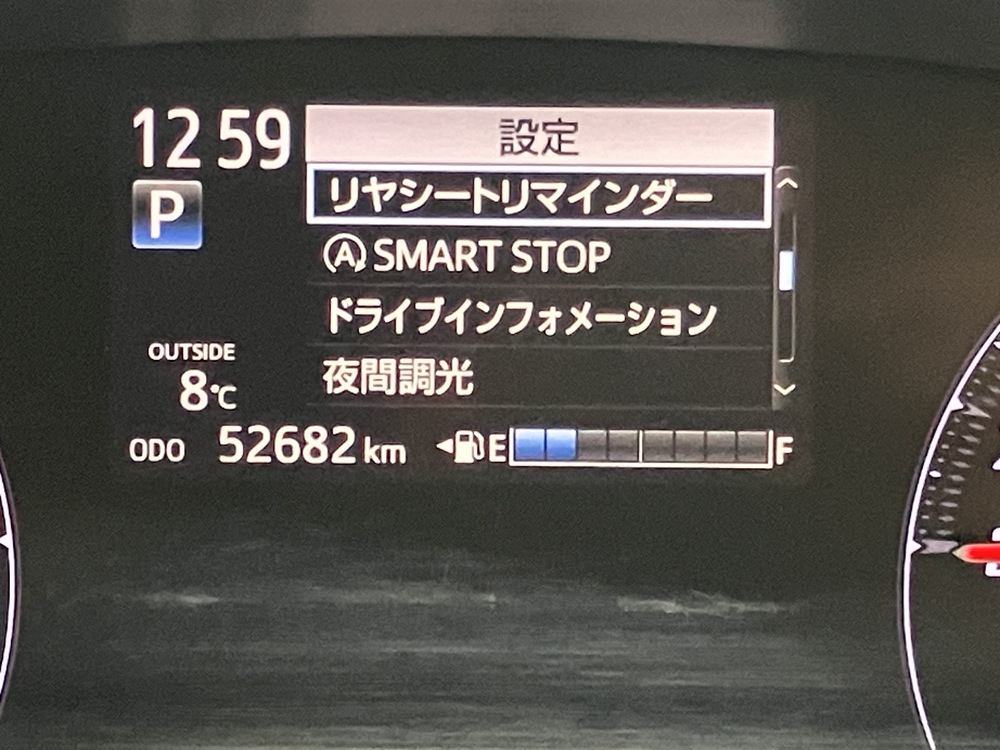 12 59
設定
P
リヤシートリマインダー
A SMART STOP
ドライブインフォメーション
夜間調光
OUTSIDE
8℃
ODO 52682 km E F